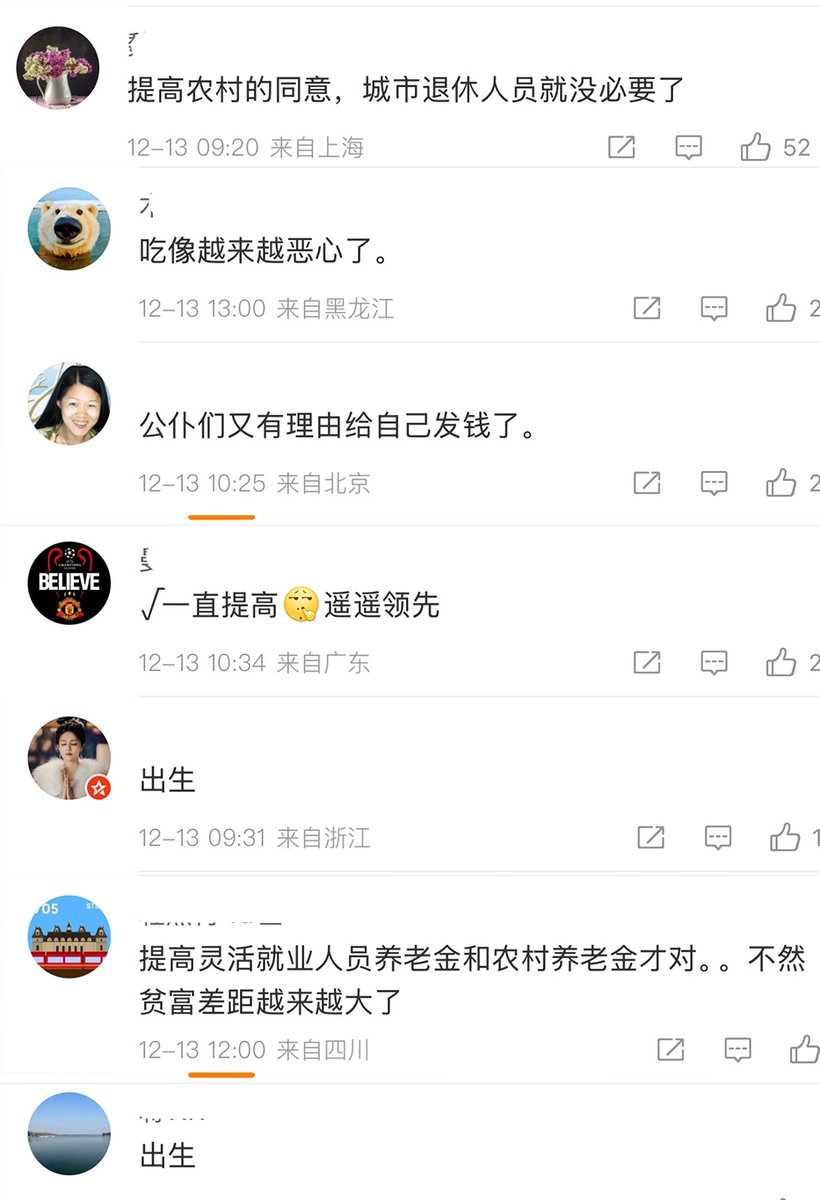 提高农村的同意，城市退休人员就没必要了
12-13 09:20 来自上海
52
吃像越来越恶心了。
12-13 13:00 来自黑龙江
2
公仆们又有理由给自己发钱了。
12-13 10:25 来自北京
2
BELIEVE
√一直提高🤔遥遥领先
12-13 10:34 来自广东
2
出生
12-13 09:31 来自浙江
1
05
提高灵活就业人员养老金和农村养老金才对。。不然
贫富差距越来越大了
12-13 12:00 来自四川
出生